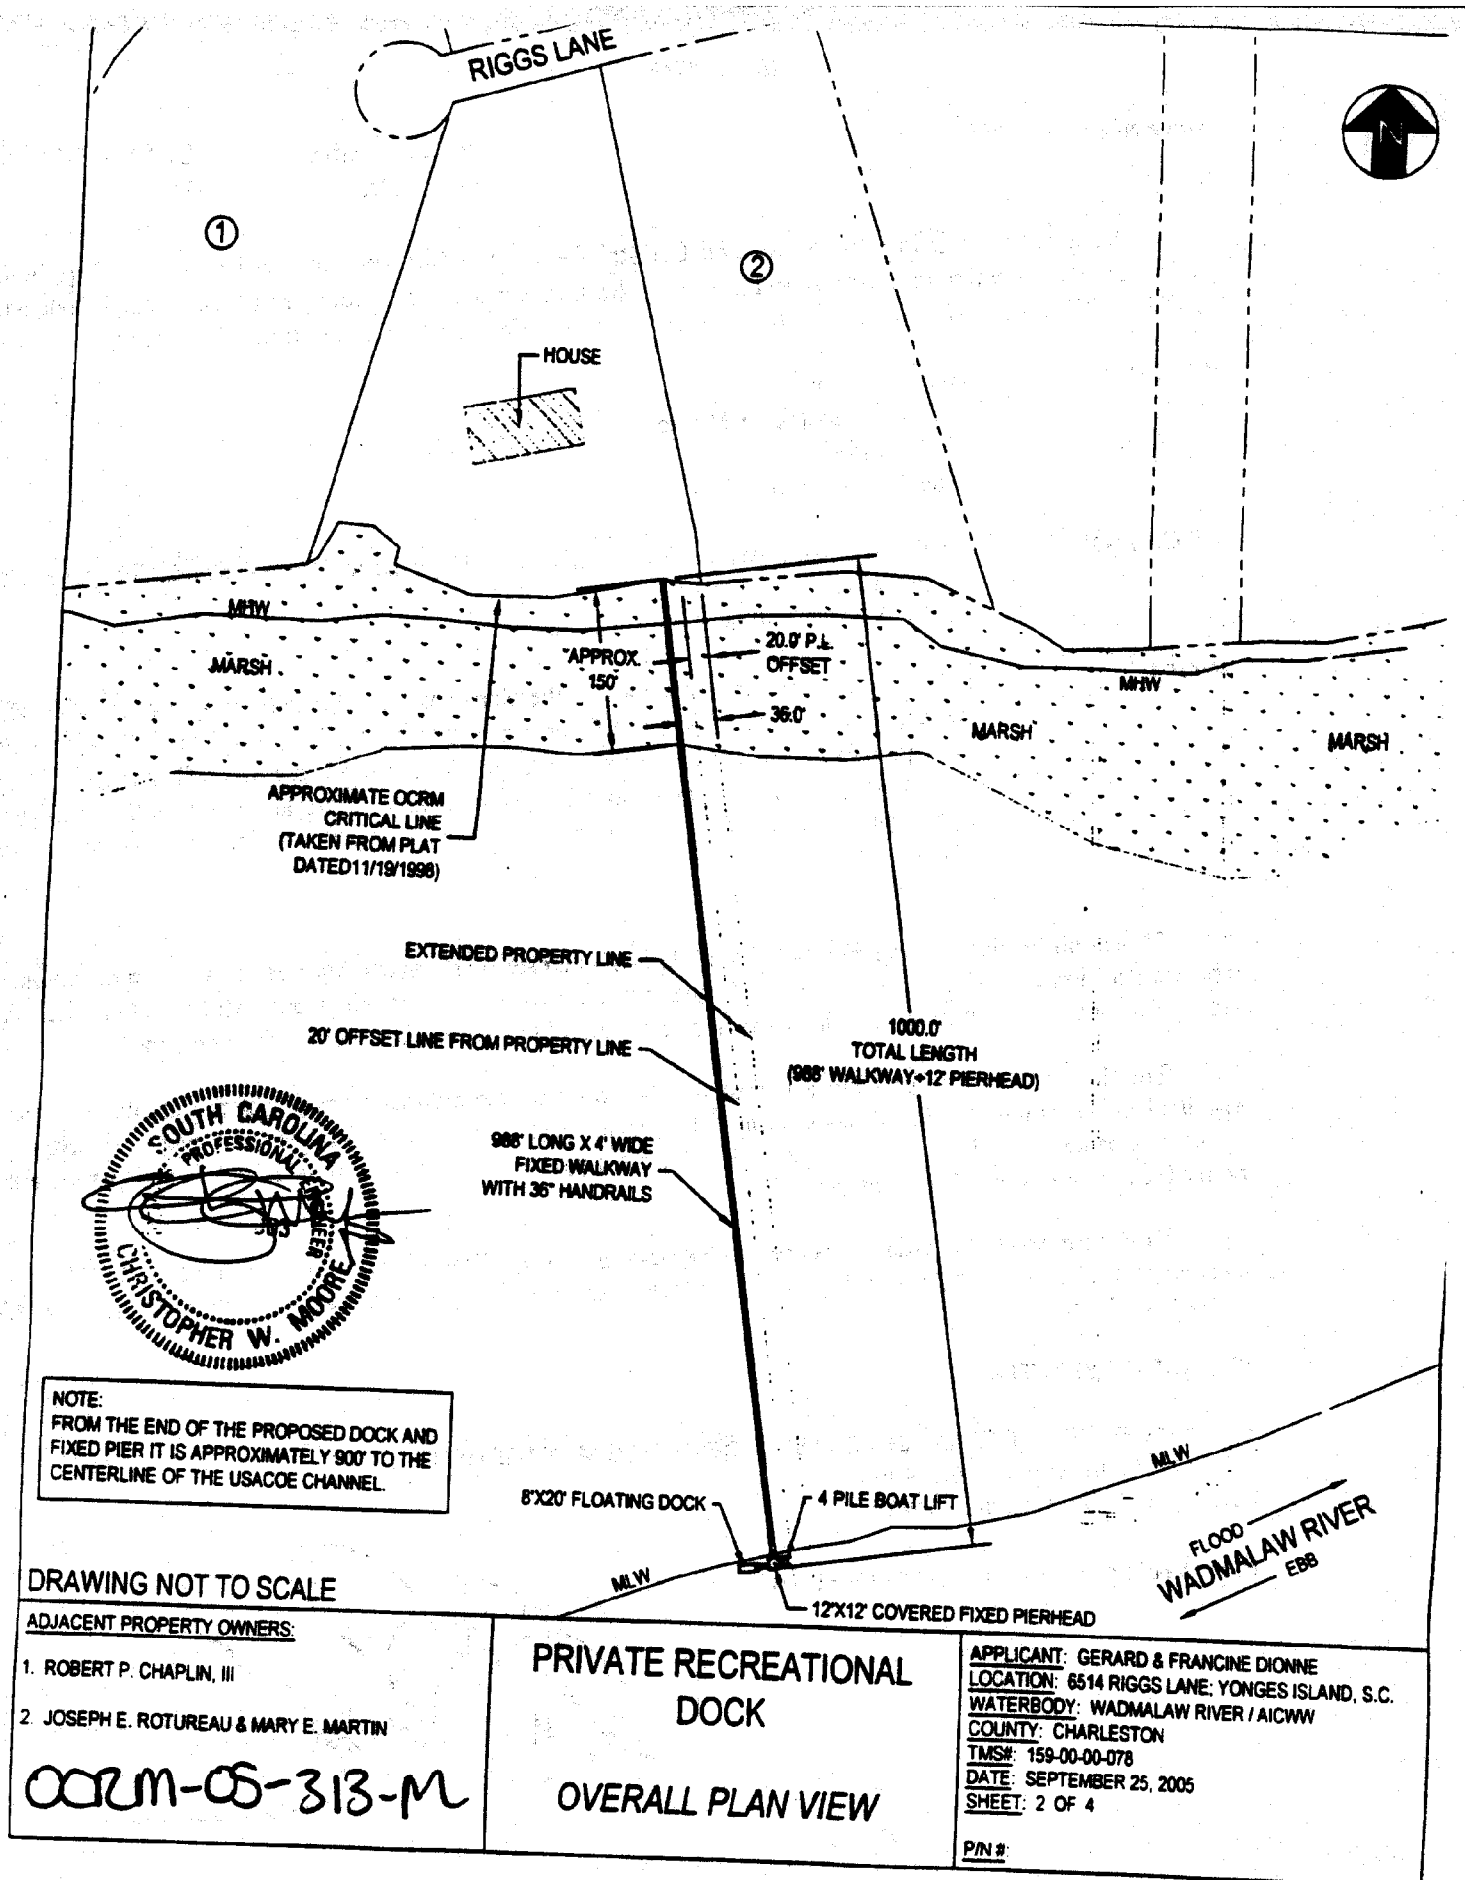 RIGGS LANE
N
1
2
HOUSE
MHW
MARSH
APPROX.
150'
20.0' P.L.
OFFSET
36.0'
MHW
MARSH
MARSH
APPROXIMATE OCRM
CRITICAL LINE
(TAKEN FROM PLAT
DATED 11/19/1998)
EXTENDED PROPERTY LINE
20' OFFSET LINE FROM PROPERTY LINE
1000.0'
TOTAL LENGTH
(988' WALKWAY+12' PIERHEAD)
988' LONG X 4' WIDE
FIXED WALKWAY
WITH 36" HANDRAILS
SOUTH CAROLINA
PROFESSIONAL ENGINEER
CHRISTOPHER W. MOORE
NOTE:
FROM THE END OF THE PROPOSED DOCK AND
FIXED PIER IT IS APPROXIMATELY 900' TO THE
CENTERLINE OF THE USACOE CHANNEL.
8'X20' FLOATING DOCK
4 PILE BOAT LIFT
MLW
MLW
FLOOD
WADMALAW RIVER
EBB
12'X12' COVERED FIXED PIERHEAD
DRAWING NOT TO SCALE
ADJACENT PROPERTY OWNERS:
1. ROBERT P. CHAPLIN, III
2. JOSEPH E. ROTUREAU & MARY E. MARTIN
OCRM-05-313-M
PRIVATE RECREATIONAL
DOCK
OVERALL PLAN VIEW
APPLICANT: GERARD & FRANCINE DIONNE
LOCATION: 6514 RIGGS LANE; YONGES ISLAND, S.C.
WATERBODY: WADMALAW RIVER / AICWW
COUNTY: CHARLESTON
TMS#: 159-00-00-078
DATE: SEPTEMBER 25, 2005
SHEET: 2 OF 4
P/N #: